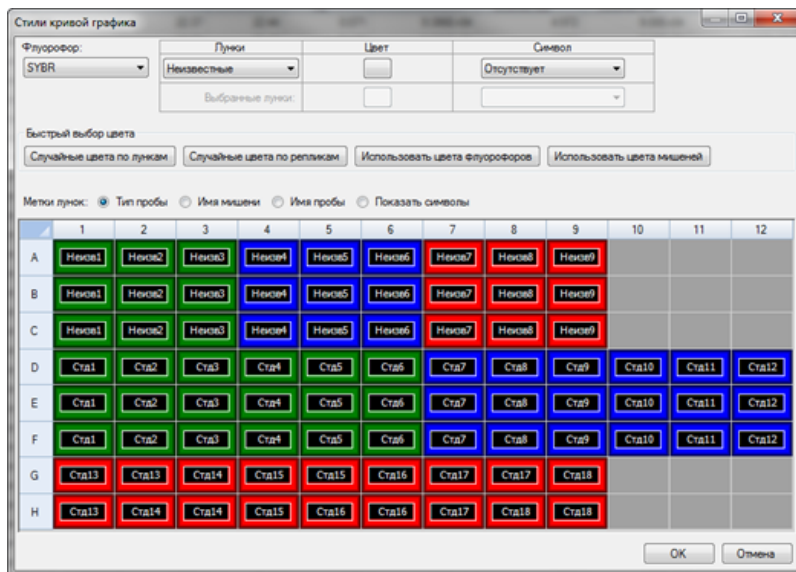 Стили кривой графика
Флуорофор: Лунки Цвет Символ
SYBR Неизвестные Отсутствует
Выбранные лунки:
Быстрый выбор цвета
Случайные цвета по лункам Случайные цвета по репликам Использовать цвета флуорофоров Использовать цвета мишеней
Метки лунок: Тип пробы Имя мишени Имя пробы Показать символы
1 2 3 4 5 6 7 8 9 10 11 12
A Неизв1 Неизв2 Неизв3 Неизв4 Неизв5 Неизв6 Неизв7 Неизв8 Неизв9
B Неизв1 Неизв2 Неизв3 Неизв4 Неизв5 Неизв6 Неизв7 Неизв8 Неизв9
C Неизв1 Неизв2 Неизв3 Неизв4 Неизв5 Неизв6 Неизв7 Неизв8 Неизв9
D Стд1 Стд2 Стд3 Стд4 Стд5 Стд6 Стд7 Стд8 Стд9 Стд10 Стд11 Стд12
E Стд1 Стд2 Стд3 Стд4 Стд5 Стд6 Стд7 Стд8 Стд9 Стд10 Стд11 Стд12
F Стд1 Стд2 Стд3 Стд4 Стд5 Стд6 Стд7 Стд8 Стд9 Стд10 Стд11 Стд12
G Стд13 Стд13 Стд14 Стд15 Стд15 Стд16 Стд17 Стд17 Стд18
H Стд13 Стд14 Стд14 Стд15 Стд16 Стд16 Стд17 Стд18 Стд18
OK Отмена